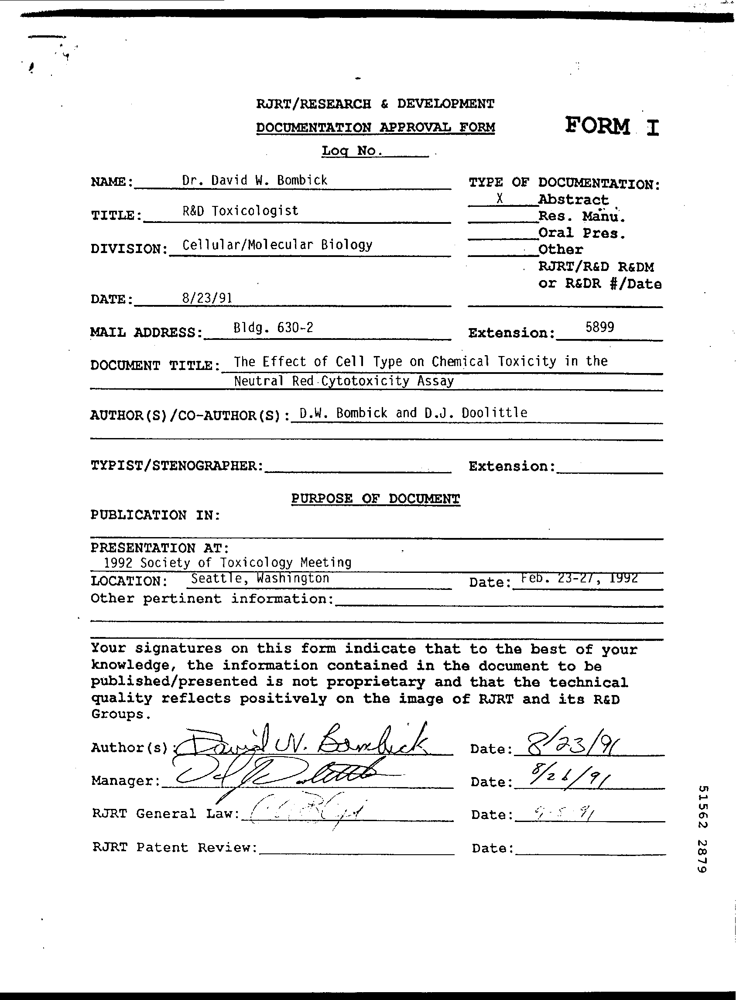 RJRT/RESEARCH & DEVELOPMENT
DOCUMENTATION APPROVAL FORM
FORM I
Log No.
NAME: Dr. David W. Bombick
TYPE OF DOCUMENTATION:
X Abstract
TITLE: R&D Toxicologist
Res. Manu.
Oral Pres.
DIVISION: Cellular/Molecular Biology
Other
RJRT/R&D R&DM
or R&DR #/Date
DATE: 8/23/91
MAIL ADDRESS: Bldg. 630-2 Extension: 5899
DOCUMENT TITLE: The Effect of Cell Type on Chemical Toxicity in the
Neutral Red Cytotoxicity Assay
AUTHOR(S)/CO-AUTHOR(S): D.W. Bombick and D.J. Doolittle
TYPIST/STENOGRAPHER: Extension:
PURPOSE OF DOCUMENT
PUBLICATION IN:
PRESENTATION AT:
1992 Society of Toxicology Meeting
LOCATION: Seattle, Washington Date: Feb. 23-27, 1992
Other pertinent information:
Your signatures on this form indicate that to the best of your
knowledge, the information contained in the document to be
published/presented is not proprietary and that the technical
quality reflects positively on the image of RJRT and its R&D
Groups.
Author(s): David W. Bombick Date: 8/23/91
Manager: Date: 8/26/91
RJRT General Law: Date:
RJRT Patent Review: Date:
51562 2879